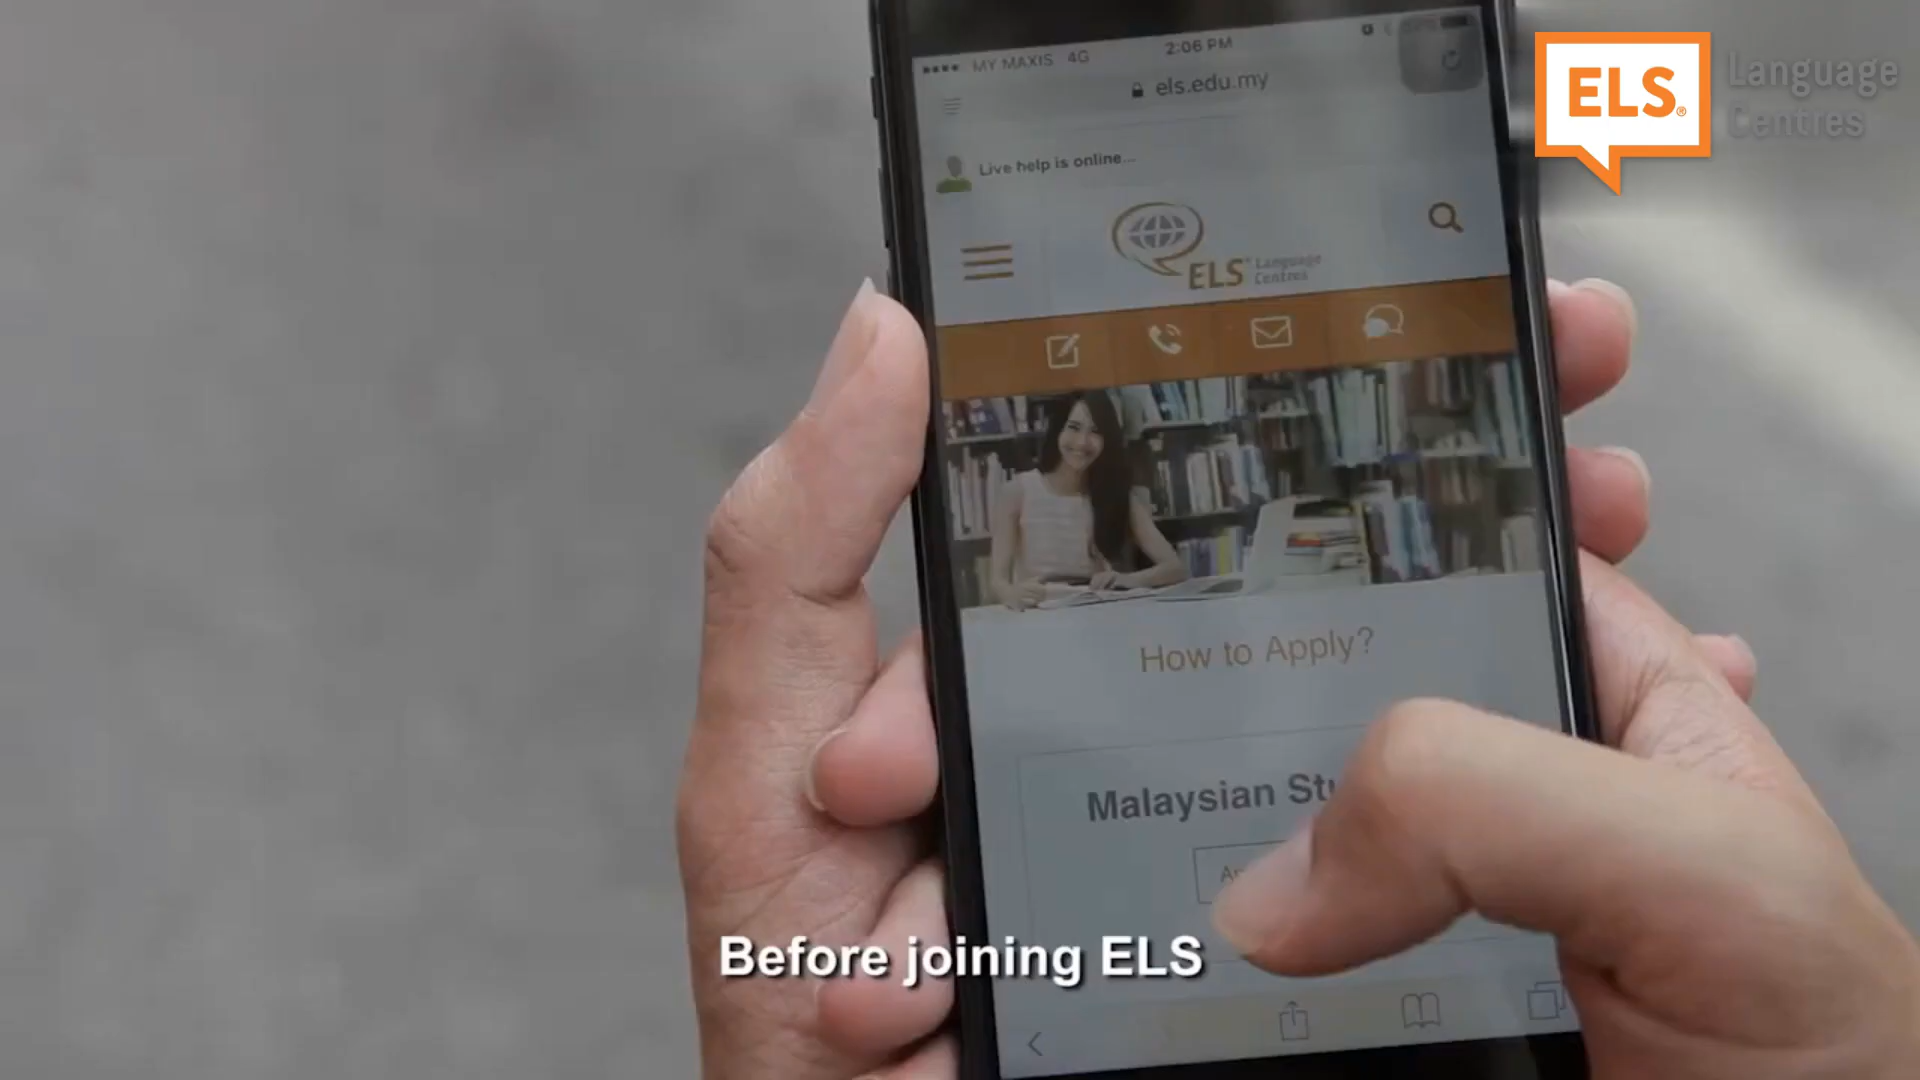 MY MAXIS 4G 2:06 PM
els.edu.my
Live help is online...
ELS Language
Centres
How to Apply?
Malaysian
Before joining ELS
ELS® Language
Centres